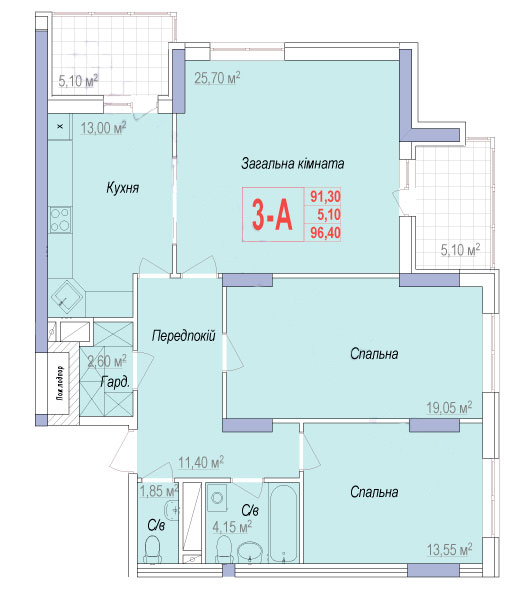 5.10 м²
25.70 м²
13.00 м²
х
Загальна кімната
Кухня
3-А
91,30
5,10
96,40
5.10 м²
Передпокій
2.60 м²
Гард.
Спальна
19.05 м²
11.40 м²
1.85 м²
С/в
С/в
4.15 м²
Спальна
13.55 м²